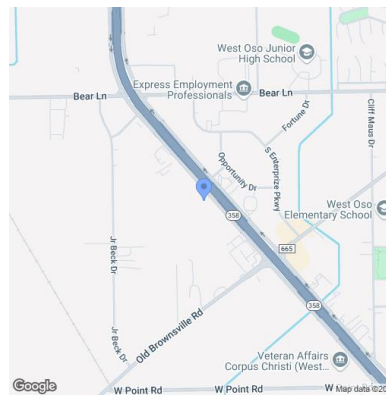 West Oso Junior
High School
Express Employment
Professionals
Bear Ln
Bear Ln
Fortune Dr
Cliff Maus Dr
Opportunity Dr
S Enterprize Pkwy
West Oso
Elementary School
358
665
Jr Beck Dr
Jr Beck Dr
Old Brownsville Rd
358
Veteran Affairs
Corpus Christi (West...
W Point Rd
W Point Rd
W
Google
Map data ©20